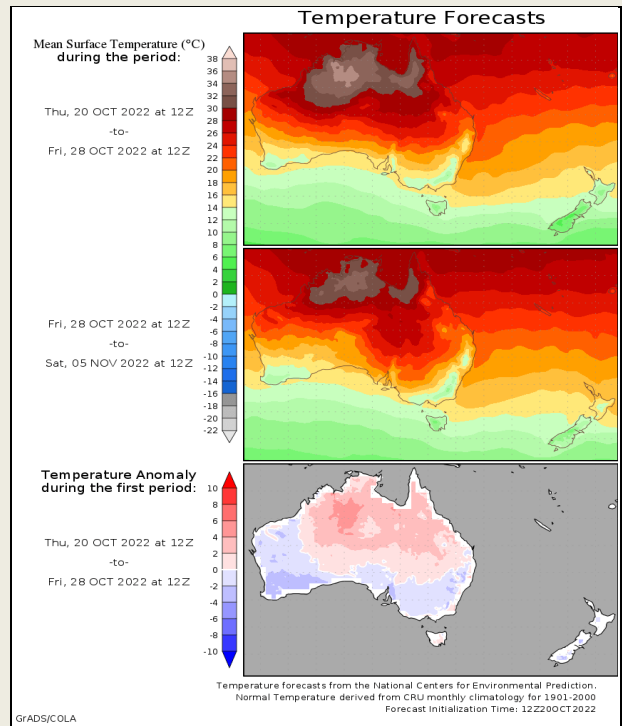 Temperature Forecasts
Mean Surface Temperature (°C)
during the period:
Thu, 20 OCT 2022 at 12Z
-to-
Fri, 28 OCT 2022 at 12Z
38
36
34
32
30
28
26
24
22
20
18
16
14
12
10
8
6
4
2
0
-2
-4
-6
-8
-10
-12
-14
-16
-18
-20
-22
Fri, 28 OCT 2022 at 12Z
-to-
Sat, 05 NOV 2022 at 12Z
Temperature Anomaly
during the first period:
Thu, 20 OCT 2022 at 12Z
-to-
Fri, 28 OCT 2022 at 12Z
10
8
6
4
2
0
-2
-4
-6
-8
-10
Temperature forecasts from the National Centers for Environmental Prediction.
Normal Temperature derived from CRU monthly climatology for 1901-2000
Forecast Initialization Time: 12Z20OCT2022
GrADS/COLA